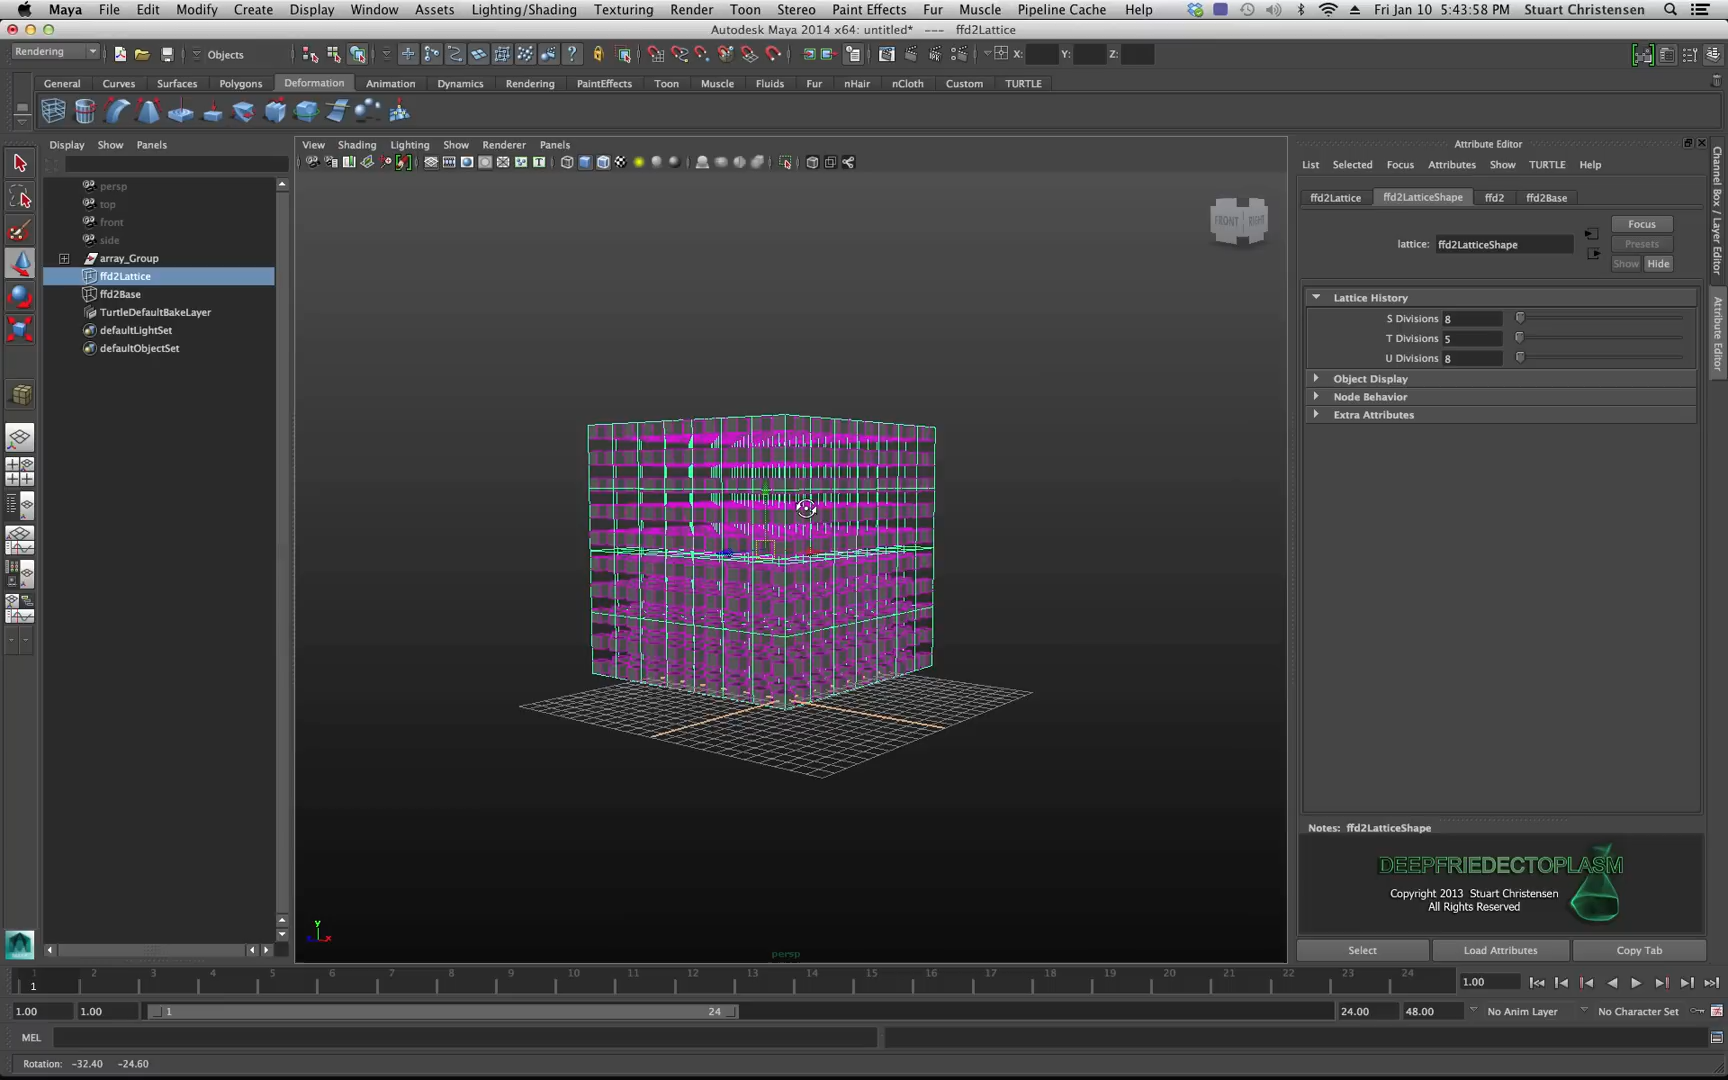 Maya File Edit Modify Create Display Window Assets Lighting/Shading Texturing Render Toon Stereo Paint Effects Fur Muscle Pipeline Cache Help Fri Jan 10 5:43:58 PM Stuart Christensen
Autodesk Maya 2014 x64: untitled* --- ffd2Lattice
Rendering Objects X: Y: Z:
General Curves Surfaces Polygons Deformation Animation Dynamics Rendering PaintEffects Toon Muscle Fluids Fur nHair nCloth Custom TURTLE
Display Show Panels
View Shading Lighting Show Renderer Panels
persp
top
front
side
array_Group
ffd2Lattice
ffd2Base
TurtleDefaultBakeLayer
defaultLightSet
defaultObjectSet
FRONT RIGHT
y
x
persp
Attribute Editor
List Selected Focus Attributes Show TURTLE Help
ffd2Lattice ffd2LatticeShape ffd2 ffd2Base
Focus
lattice: ffd2LatticeShape Presets
Show Hide
Lattice History
S Divisions 8
T Divisions 5
U Divisions 8
Object Display
Node Behavior
Extra Attributes
Notes: ffd2LatticeShape
DEEPFRIEDECTOPLASM
Copyright 2013 Stuart Christensen
All Rights Reserved
Select Load Attributes Copy Tab
Channel Box / Layer Editor
Attribute Editor
1 2 3 4 5 6 7 8 9 10 11 12 13 14 15 16 17 18 19 20 21 22 23 24
1 1.00
1.00 1.00 1 24 24.00 48.00 No Anim Layer No Character Set
MEL
Rotation: -32.40 -24.60